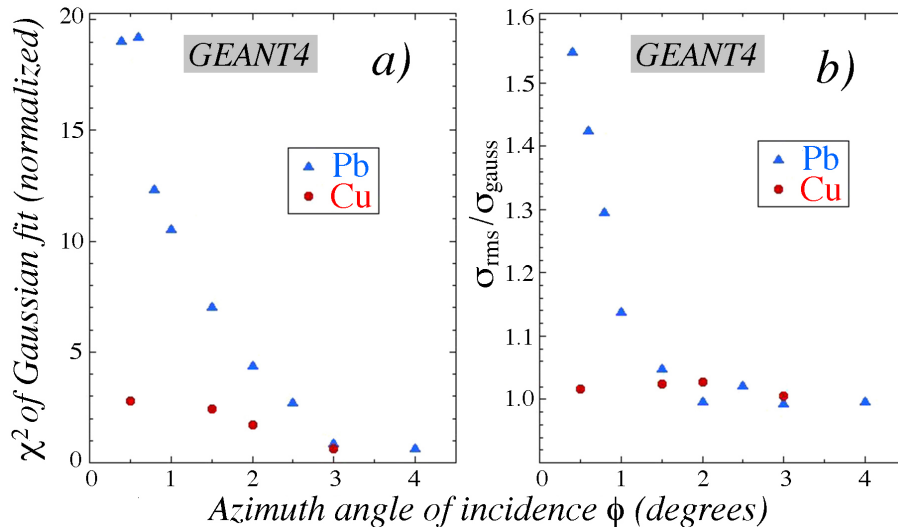 GEANT4
a)
χ² of Gaussian fit (normalized)
20
15
10
5
0
Pb
Cu
0 1 2 3 4
GEANT4
b)
σrms/σgauss
1.6
1.5
1.4
1.3
1.2
1.1
1.0
Pb
Cu
0 1 2 3 4
Azimuth angle of incidence ϕ (degrees)